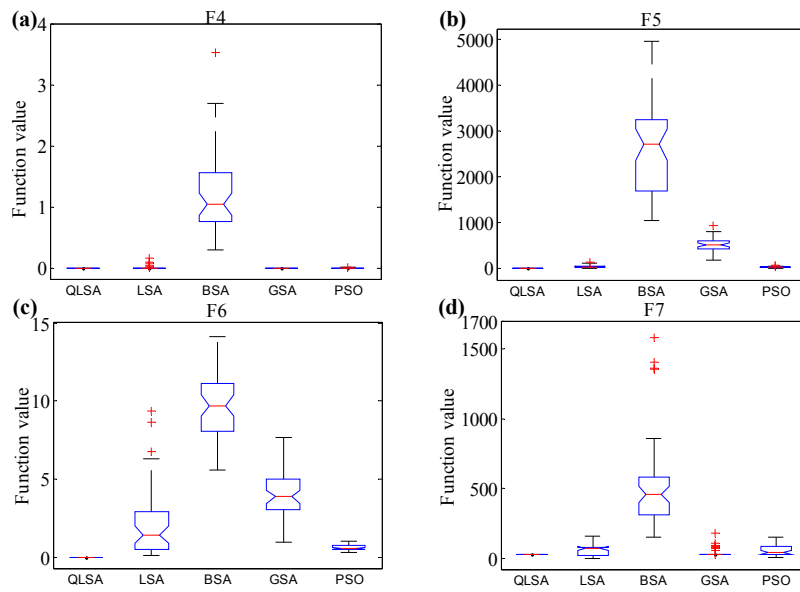 (a) F4
Function value
4
3
2
1
0
QLSA LSA BSA GSA PSO
(b) F5
Function value
5000
4000
3000
2000
1000
0
QLSA LSA BSA GSA PSO
(c) F6
Function value
15
10
5
0
QLSA LSA BSA GSA PSO
(d) F7
Function value
1700
1000
500
0
QLSA LSA BSA GSA PSO